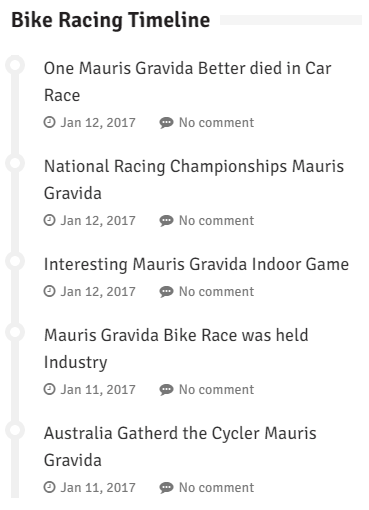 Bike Racing Timeline
One Mauris Gravida Better died in Car
Race
Jan 12, 2017 No comment
National Racing Championships Mauris
Gravida
Jan 12, 2017 No comment
Interesting Mauris Gravida Indoor Game
Jan 12, 2017 No comment
Mauris Gravida Bike Race was held
Industry
Jan 11, 2017 No comment
Australia Gatherd the Cycler Mauris
Gravida
Jan 11, 2017 No comment